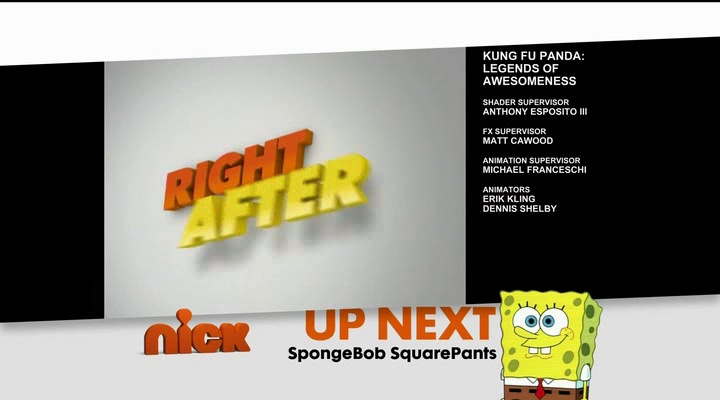 RIGHT
AFTER
KUNG FU PANDA:
LEGENDS OF
AWESOMENESS
SHADER SUPERVISOR
ANTHONY ESPOSITO III
FX SUPERVISOR
MATT CAWOOD
ANIMATION SUPERVISOR
MICHAEL FRANCESCHI
ANIMATORS
ERIK KLING
DENNIS SHELBY
nick
UP NEXT
SpongeBob SquarePants